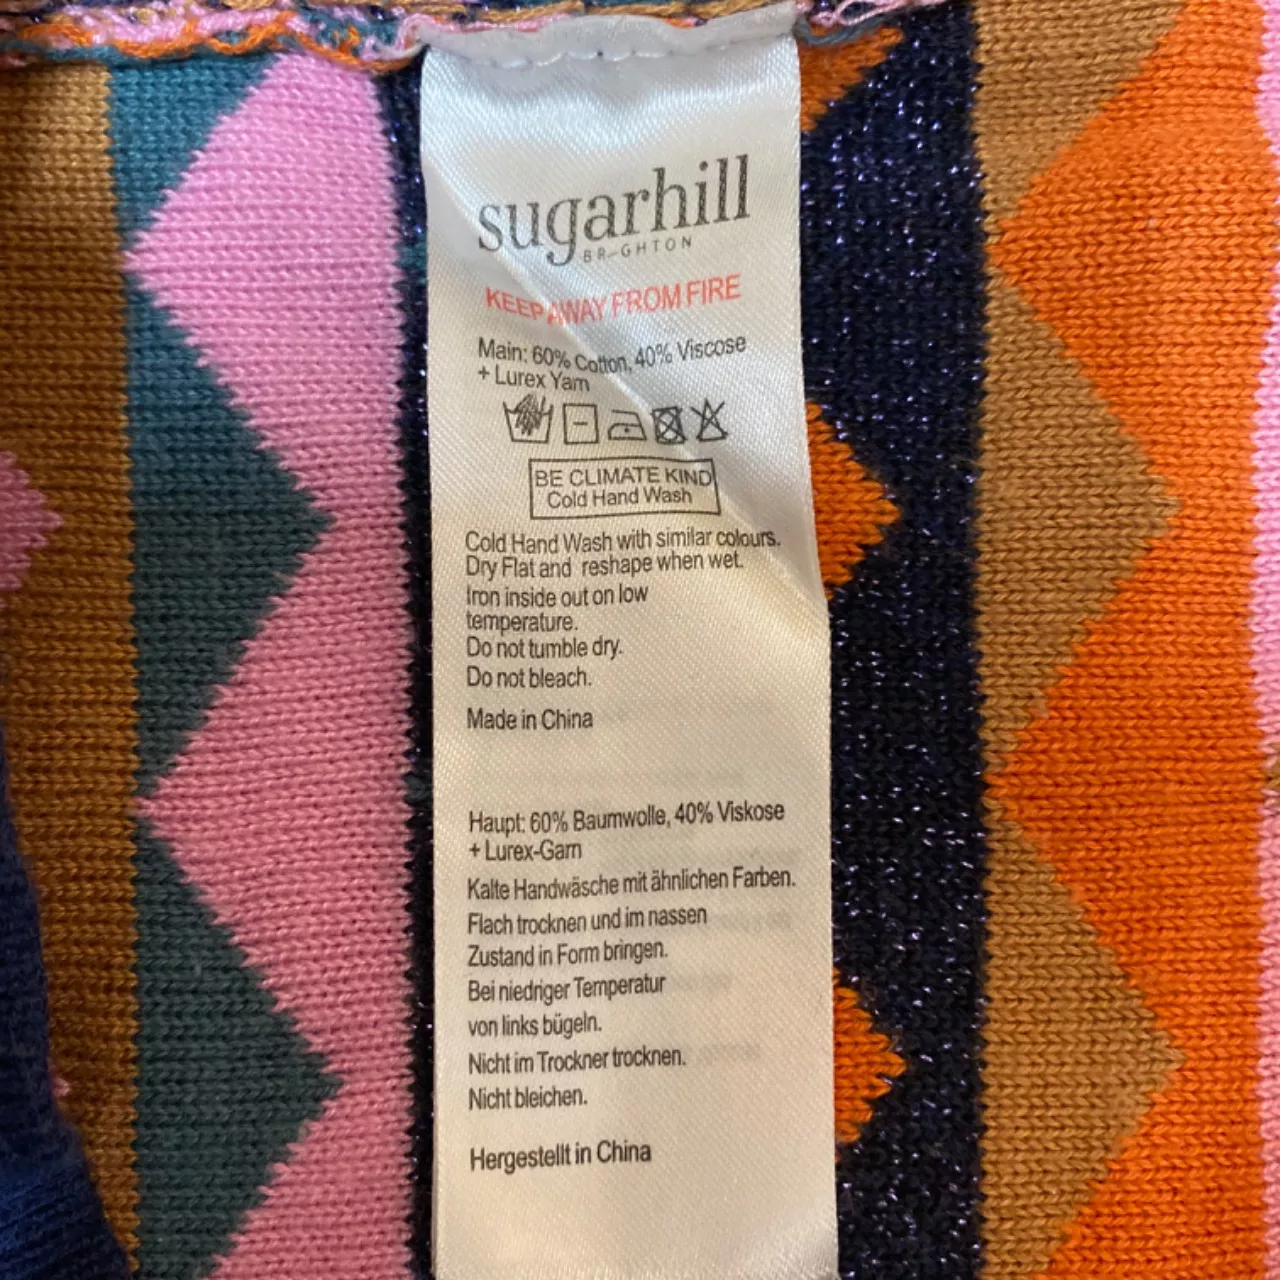 sugarhill
BR-GHTON
KEEP AWAY FROM FIRE
Main: 60% Cotton, 40% Viscose
+ Lurex Yarn
BE CLIMATE KIND
Cold Hand Wash
Cold Hand Wash with similar colours.
Dry Flat and reshape when wet.
Iron inside out on low
temperature.
Do not tumble dry.
Do not bleach.
Made in China
Haupt: 60% Baumwolle, 40% Viskose
+ Lurex-Garn
Kalte Handwäsche mit ähnlichen Farben.
Flach trocknen und im nassen
Zustand in Form bringen.
Bei niedriger Temperatur
von links bügeln.
Nicht im Trockner trocknen.
Nicht bleichen.
Hergestellt in China